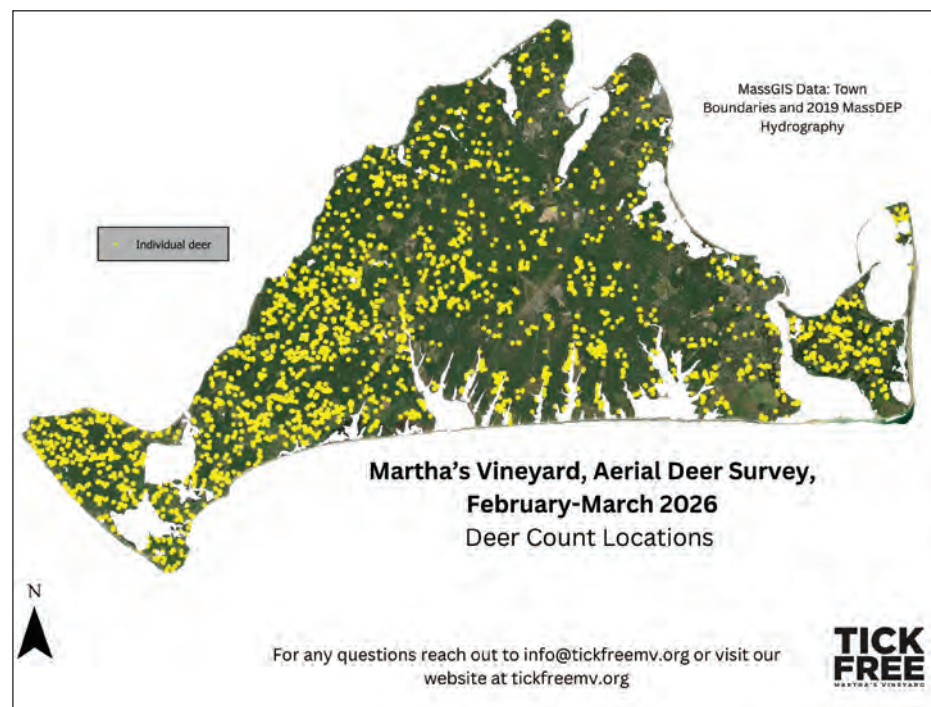 MassGIS Data: Town
Boundaries and 2019 MassDEP
Hydrography
Individual deer
Martha's Vineyard, Aerial Deer Survey,
February-March 2026
Deer Count Locations
N
For any questions reach out to info@tickfreemv.org or visit our
website at tickfreemv.org
TICK
FREE
MARTHA'S VINEYARD